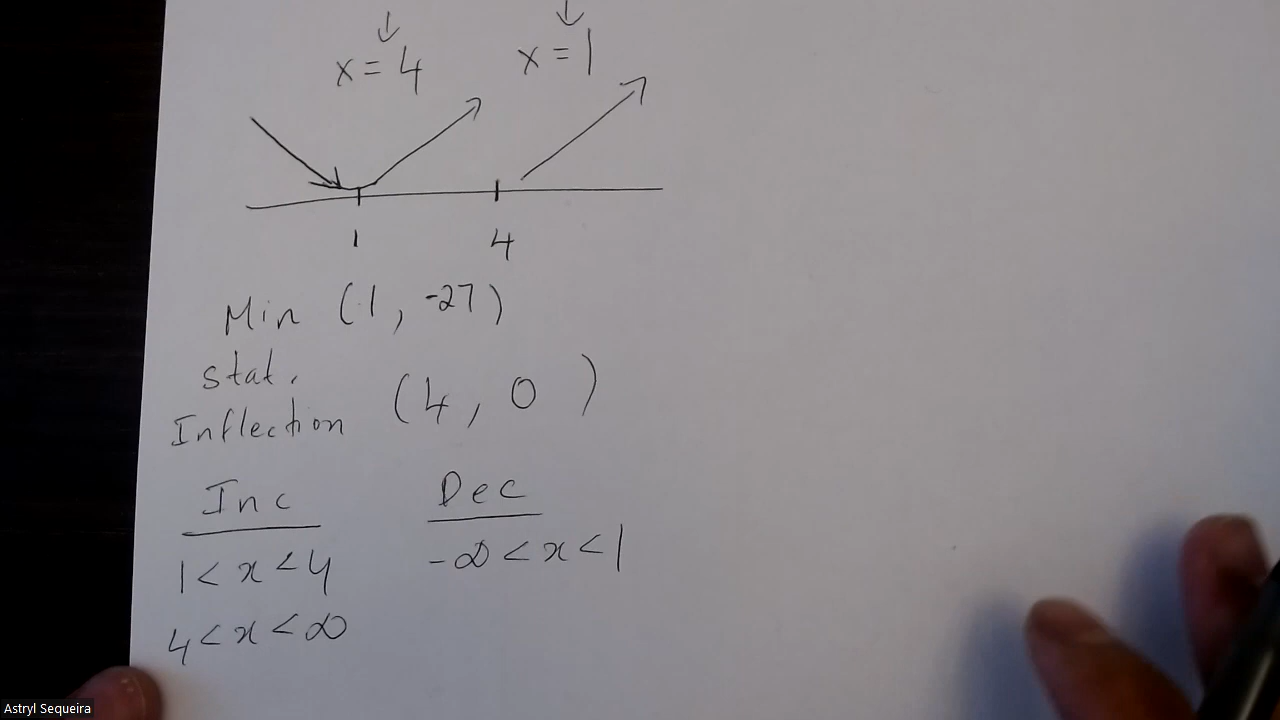 ↓ ↓
x = 4 x = 1
1 4
Min (1, -27)
stat.
Inflection (4, 0 )
Inc Dec
1 < x < 4 -∞ < x < 1
4 < x < ∞
Astryl Sequeira